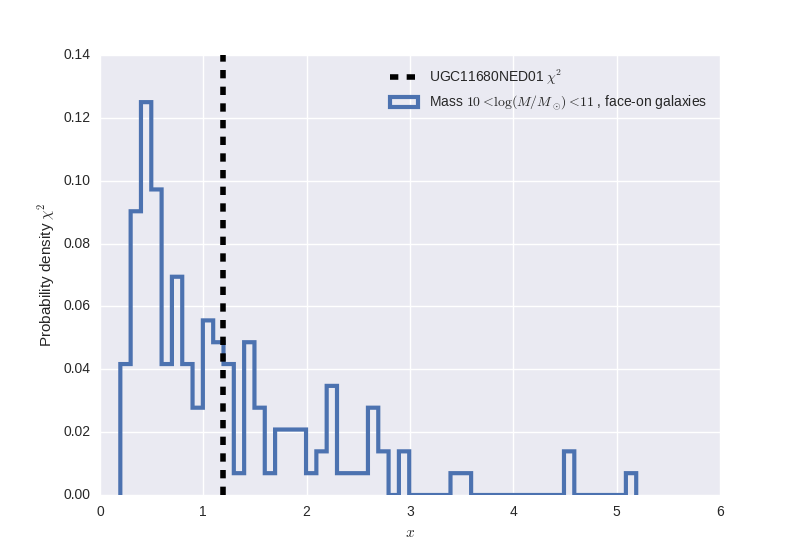 0.14
0.12
0.10
0.08
0.06
0.04
0.02
0.00
0 1 2 3 4 5 6
x
Probability density χ²
UGC11680NED01 χ²
Mass 10 <log(M/M☉) <11 , face-on galaxies